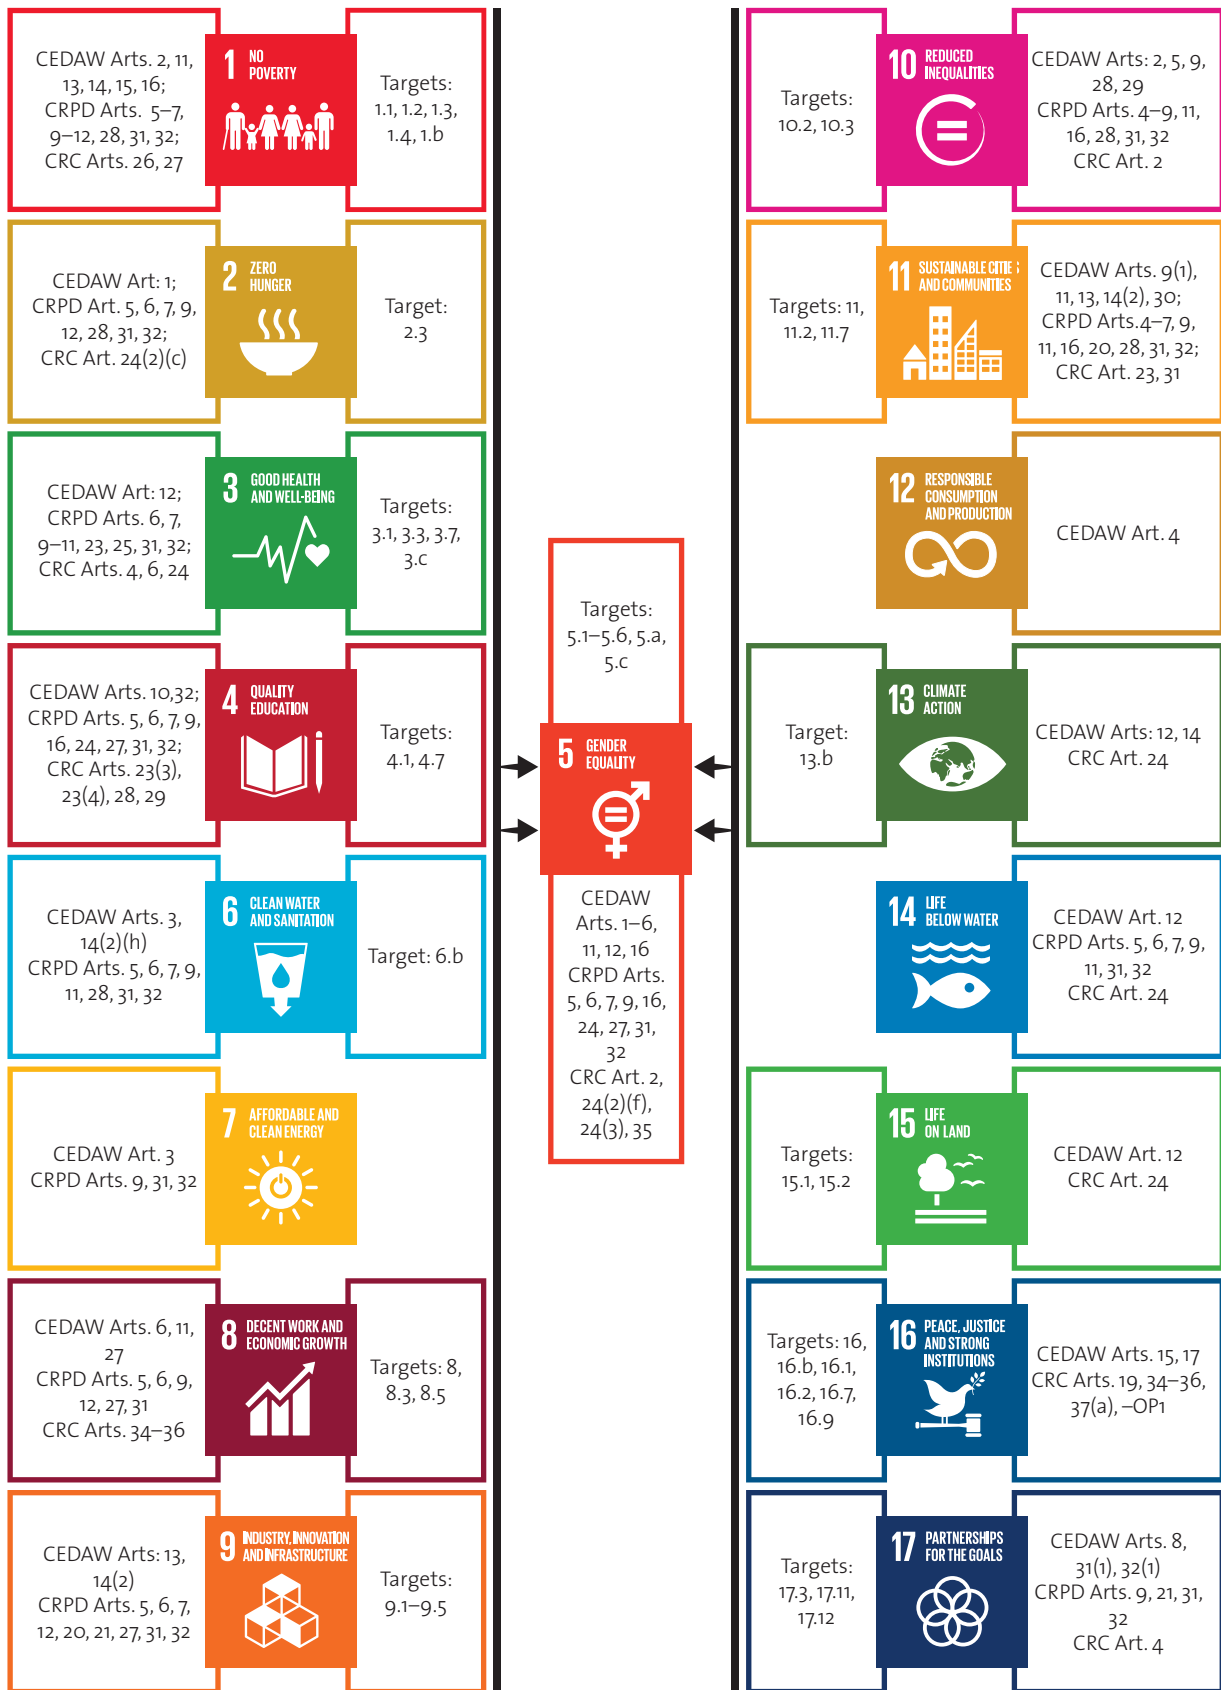 CEDAW Arts. 2, 11,
13, 14, 15, 16;
CRPD Arts. 5–7,
9–12, 28, 31, 32;
CRC Arts. 26, 27
1 NO
POVERTY
Targets:
1.1, 1.2, 1.3,
1.4, 1.b
CEDAW Art: 1;
CRPD Art. 5, 6, 7, 9,
12, 28, 31, 32;
CRC Art. 24(2)(c)
2 ZERO
HUNGER
Target:
2.3
CEDAW Art: 12;
CRPD Arts. 6, 7,
9–11, 23, 25, 31, 32;
CRC Arts. 4, 6, 24
3 GOOD HEALTH
AND WELL-BEING
Targets:
3.1, 3.3, 3.7,
3.c
CEDAW Arts. 10,32;
CRPD Arts. 5, 6, 7, 9,
16, 24, 27, 31, 32;
CRC Arts. 23(3),
23(4), 28, 29
4 QUALITY
EDUCATION
Targets:
4.1, 4.7
CEDAW Arts. 3,
14(2)(h)
CRPD Arts. 5, 6, 7, 9,
11, 28, 31, 32
6 CLEAN WATER
AND SANITATION
Target: 6.b
CEDAW Art. 3
CRPD Arts. 9, 31, 32
7 AFFORDABLE AND
CLEAN ENERGY
CEDAW Arts. 6, 11,
27
CRPD Arts. 5, 6, 9,
12, 27, 31
CRC Arts. 34–36
8 DECENT WORK AND
ECONOMIC GROWTH
Targets: 8,
8.3, 8.5
CEDAW Arts: 13,
14(2)
CRPD Arts. 5, 6, 7,
12, 20, 21, 27, 31, 32
9 INDUSTRY, INNOVATION
AND INFRASTRUCTURE
Targets:
9.1–9.5
Targets:
5.1–5.6, 5.a,
5.c
5 GENDER
EQUALITY
CEDAW
Arts. 1–6,
11, 12, 16
CRPD Arts.
5, 6, 7, 9, 16,
24, 27, 31,
32
CRC Art. 2,
24(2)(f),
24(3), 35
Targets:
10.2, 10.3
10 REDUCED
INEQUALITIES
CEDAW Arts: 2, 5, 9,
28, 29
CRPD Arts. 4–9, 11,
16, 28, 31, 32
CRC Art. 2
Targets: 11,
11.2, 11.7
11 SUSTAINABLE CITIES
AND COMMUNITIES
CEDAW Arts. 9(1),
11, 13, 14(2), 30;
CRPD Arts.4–7, 9,
11, 16, 20, 28, 31, 32;
CRC Art. 23, 31
12 RESPONSIBLE
CONSUMPTION
AND PRODUCTION
CEDAW Art. 4
Target:
13.b
13 CLIMATE
ACTION
CEDAW Arts: 12, 14
CRC Art. 24
14 LIFE
BELOW WATER
CEDAW Art. 12
CRPD Arts. 5, 6, 7, 9,
11, 31, 32
CRC Art. 24
Targets:
15.1, 15.2
15 LIFE
ON LAND
CEDAW Art. 12
CRC Art. 24
Targets: 16,
16.b, 16.1,
16.2, 16.7,
16.9
16 PEACE, JUSTICE
AND STRONG
INSTITUTIONS
CEDAW Arts. 15, 17
CRC Arts. 19, 34–36,
37(a), –OP1
Targets:
17.3, 17.11,
17.12
17 PARTNERSHIPS
FOR THE GOALS
CEDAW Arts. 8,
31(1), 32(1)
CRPD Arts. 9, 21, 31,
32
CRC Art. 4